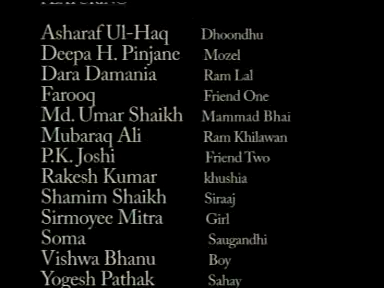 Asharaf Ul-Haq Dhoondhu
Deepa H. Pinjane Mozel
Dara Damania Ram Lal
Farooq Friend One
Md. Umar Shaikh Mammad Bhai
Mubaraq Ali Ram Khilawan
P.K. Joshi Friend Two
Rakesh Kumar khushia
Shamim Shaikh Siraaj
Sirmoyee Mitra Girl
Soma Saugandhi
Vishwa Bhanu Boy
Yogesh Pathak Sahay